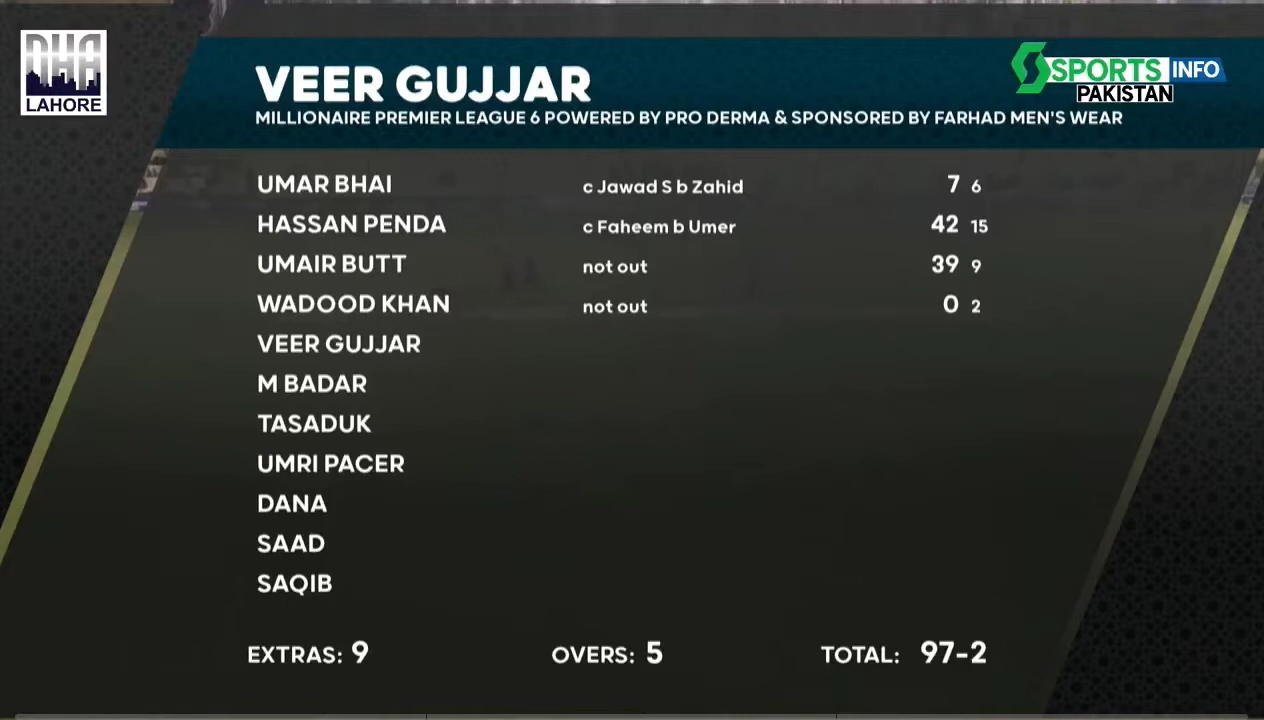 DHA
LAHORE
SPORTS INFO
PAKISTAN
VEER GUJJAR
MILLIONAIRE PREMIER LEAGUE 6 POWERED BY PRO DERMA & SPONSORED BY FARHAD MEN'S WEAR
UMAR BHAI c Jawad S b Zahid 7 6
HASSAN PENDA c Faheem b Umer 42 15
UMAIR BUTT not out 39 9
WADOOD KHAN not out 0 2
VEER GUJJAR
M BADAR
TASADUK
UMRI PACER
DANA
SAAD
SAQIB
EXTRAS: 9 OVERS: 5 TOTAL: 97-2